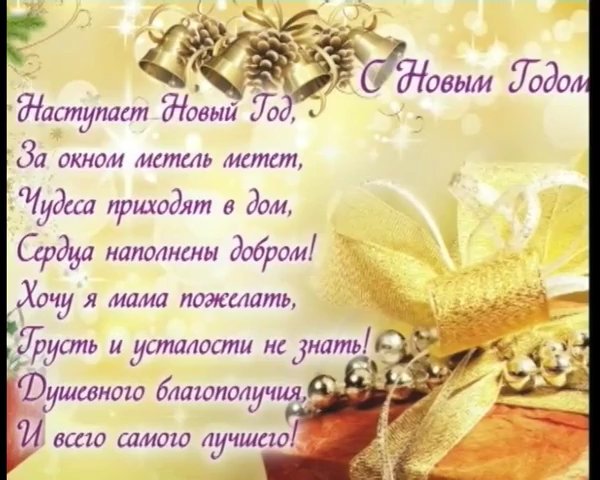 С Новым Годом
Наступает Новый Год,
За окном метель метет,
Чудеса приходят в дом,
Сердца наполнены добром!
Хочу я мама пожелать,
Грусть и усталости не знать!
Душевного благополучия,
И всего самого лучшего!